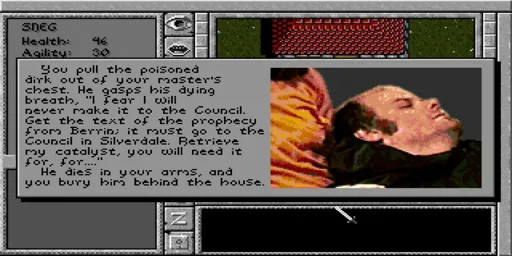 SNEG
Health: 46
Agility: 30
You pull the poisoned
dirk out of your master's
chest. He gasps his dying
breath, "I fear I will
never make it to the Council.
Get the text of the prophecy
from Berrin; it must go to the
Council in Silverdale. Retrieve
my catalyst, you will need it
for, for...."
He dies in your arms, and
you bury him behind the house.
Z